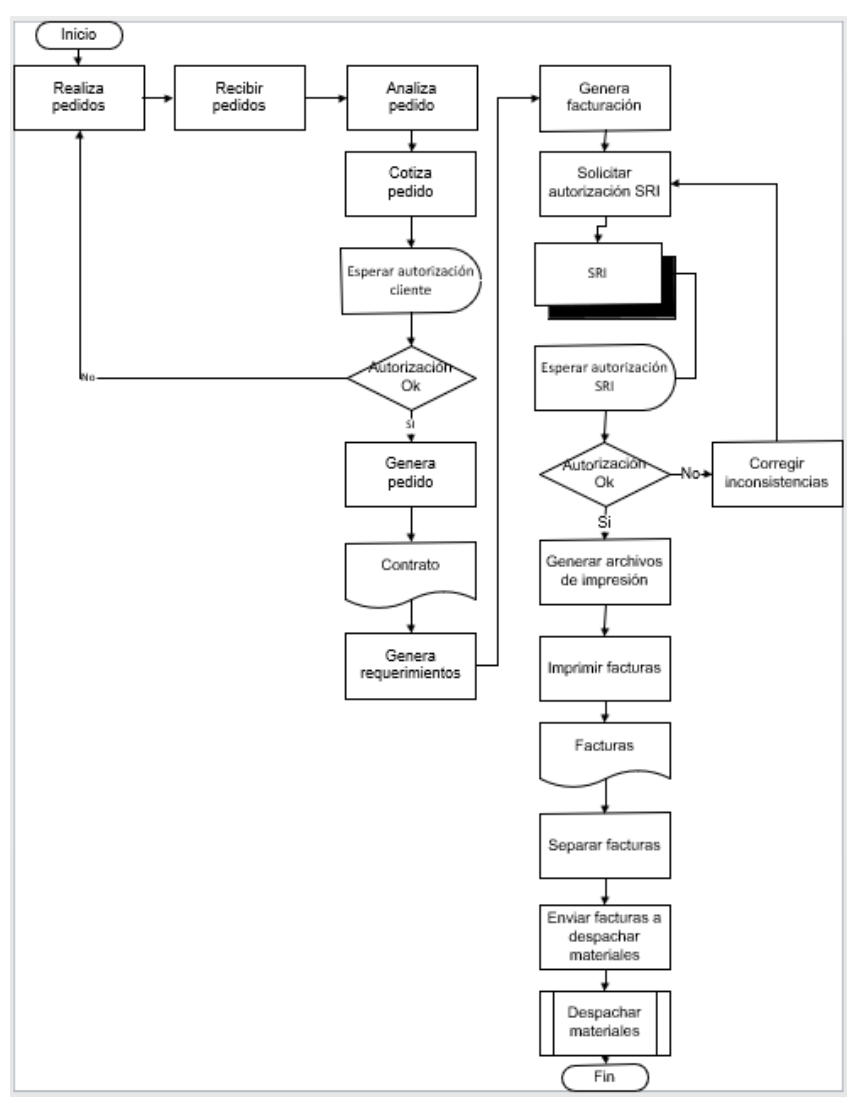 Inicio
Realiza
pedidos
Recibir
pedidos
Analiza
pedido
Cotiza
pedido
Esperar autorización
cliente
Autorización
Ok
No
Si
Genera
pedido
Contrato
Genera
requerimientos
Genera
facturación
Solicitar
autorización SRI
SRI
Esperar autorización
SRI
Autorización
Ok
No
Corregir
inconsistencias
Si
Generar archivos
de impresión
Imprimir facturas
Facturas
Separar facturas
Enviar facturas a
despachar
materiales
Despachar
materiales
Fin